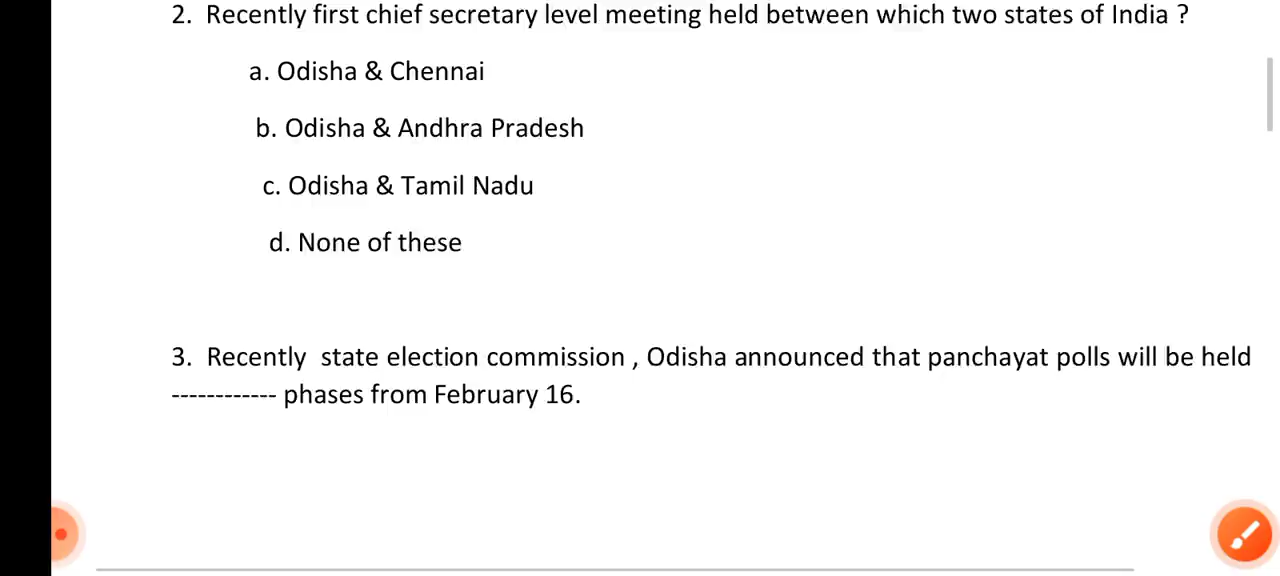 2. Recently first chief secretary level meeting held between which two states of India ?
a. Odisha & Chennai
b. Odisha & Andhra Pradesh
c. Odisha & Tamil Nadu
d. None of these
3. Recently state election commission , Odisha announced that panchayat polls will be held
------------ phases from February 16.